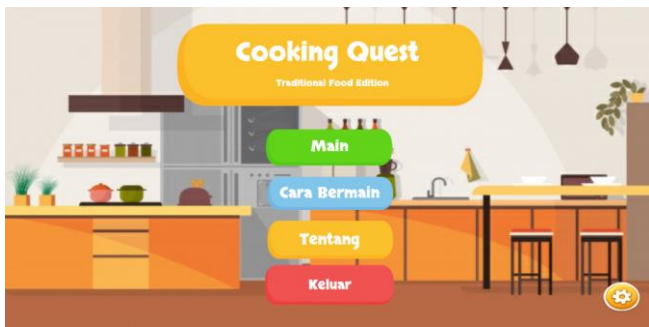 Cooking Quest
Traditional Food Edition
Main
Cara Bermain
Tentang
Keluar